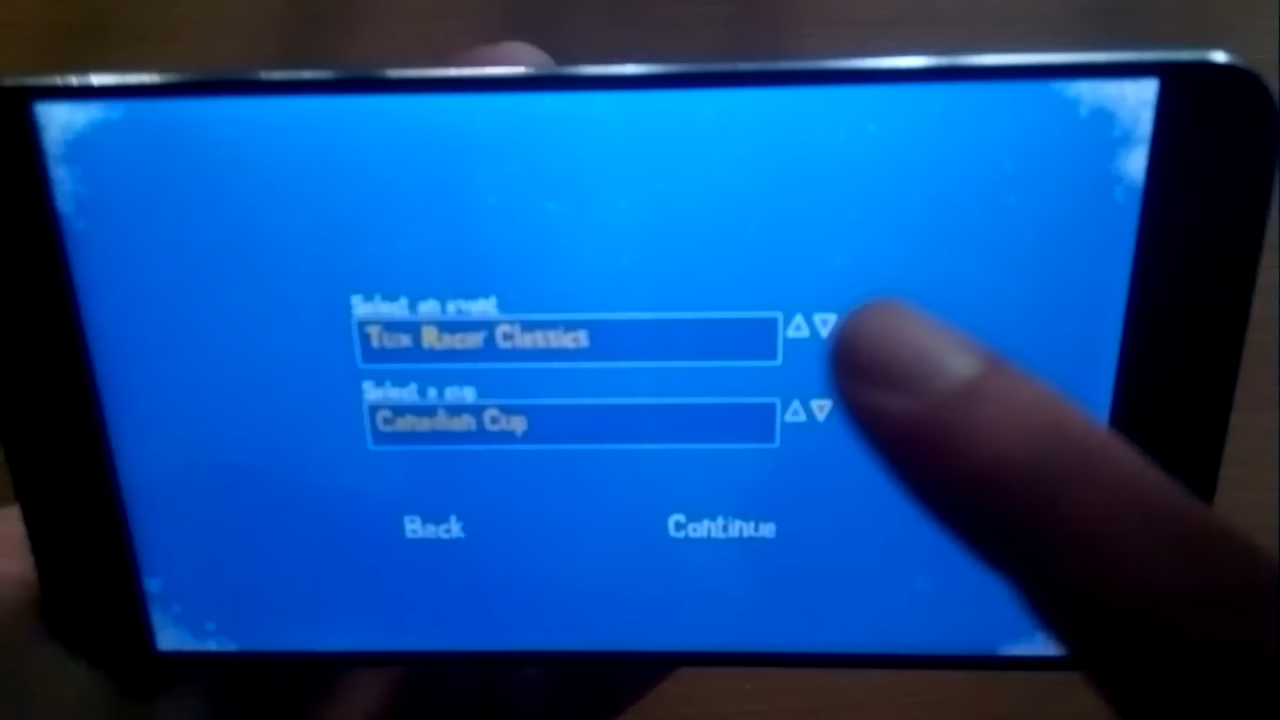 Select an event
Tux Racer Classics
Select a cup
Canadian Cup
Back
Continue